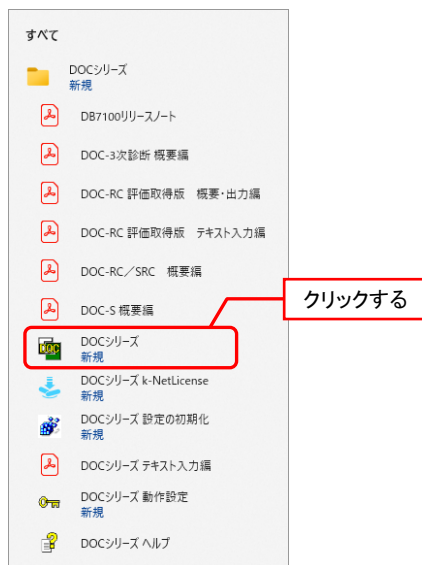 すべて
DOCシリーズ
新規
DB7100リリースノート
DOC-3次診断 概要編
DOC-RC 評価取得版　概要・出力編
DOC-RC 評価取得版　テキスト入力編
DOC-RC／SRC　概要編
DOC-S 概要編
クリックする
DOCシリーズ
新規
DOCシリーズ k-NetLicense
新規
DOCシリーズ 設定の初期化
新規
DOCシリーズ テキスト入力編
DOCシリーズ 動作設定
新規
DOCシリーズ ヘルプ